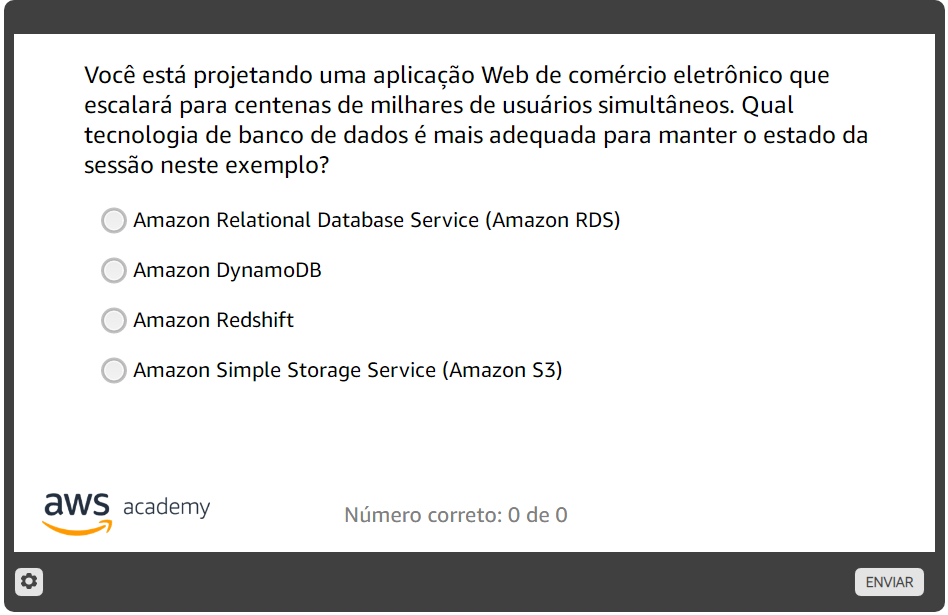 Você está projetando uma aplicação Web de comércio eletrônico que
escalará para centenas de milhares de usuários simultâneos. Qual
tecnologia de banco de dados é mais adequada para manter o estado da
sessão neste exemplo?
Amazon Relational Database Service (Amazon RDS)
Amazon DynamoDB
Amazon Redshift
Amazon Simple Storage Service (Amazon S3)
aws academy
Número correto: 0 de 0
ENVIAR